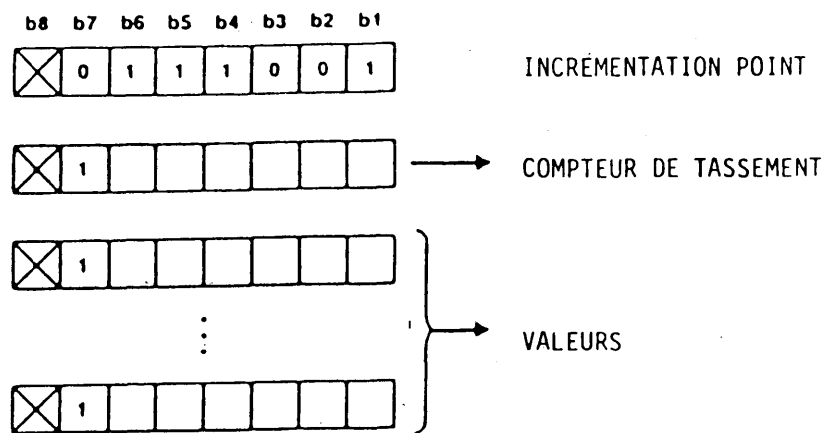 b8 b7 b6 b5 b4 b3 b2 b1
0 1 1 1 0 0 1 INCRÉMENTATION POINT
1 COMPTEUR DE TASSEMENT
1
VALEURS
1